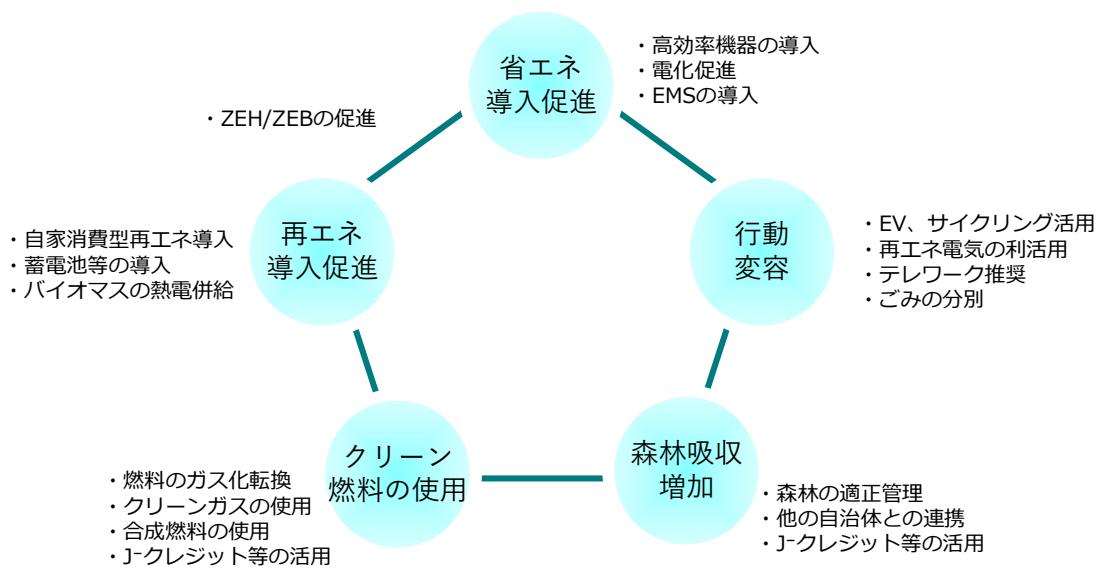 省エネ
導入促進
・高効率機器の導入
・電化促進
・EMSの導入
・ZEH/ZEBの促進
再エネ
導入促進
・自家消費型再エネ導入
・蓄電池等の導入
・バイオマスの熱電併給
行動
変容
・EV、サイクリング活用
・再エネ電気の利活用
・テレワーク推奨
・ごみの分別
クリーン
燃料の使用
・燃料のガス化転換
・クリーンガスの使用
・合成燃料の使用
・J-クレジット等の活用
森林吸収
増加
・森林の適正管理
・他の自治体との連携
・J-クレジット等の活用